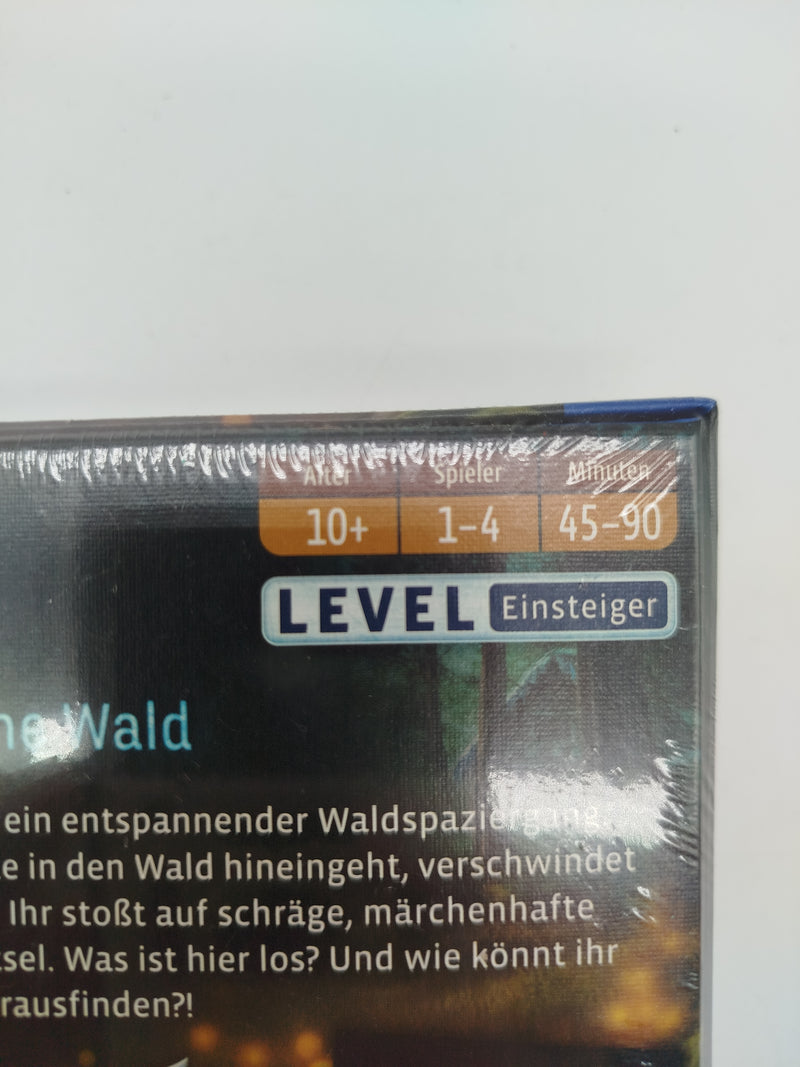 Alter Spieler Minuten
10+ 1–4 45–90
LEVEL Einsteiger
Wald
ein entspannender Waldspaziergang.
in den Wald hineingeht, verschwindet
Ihr stoßt auf schräge, märchenhafte
Was ist hier los? Und wie könnt ihr
rausfinden?!